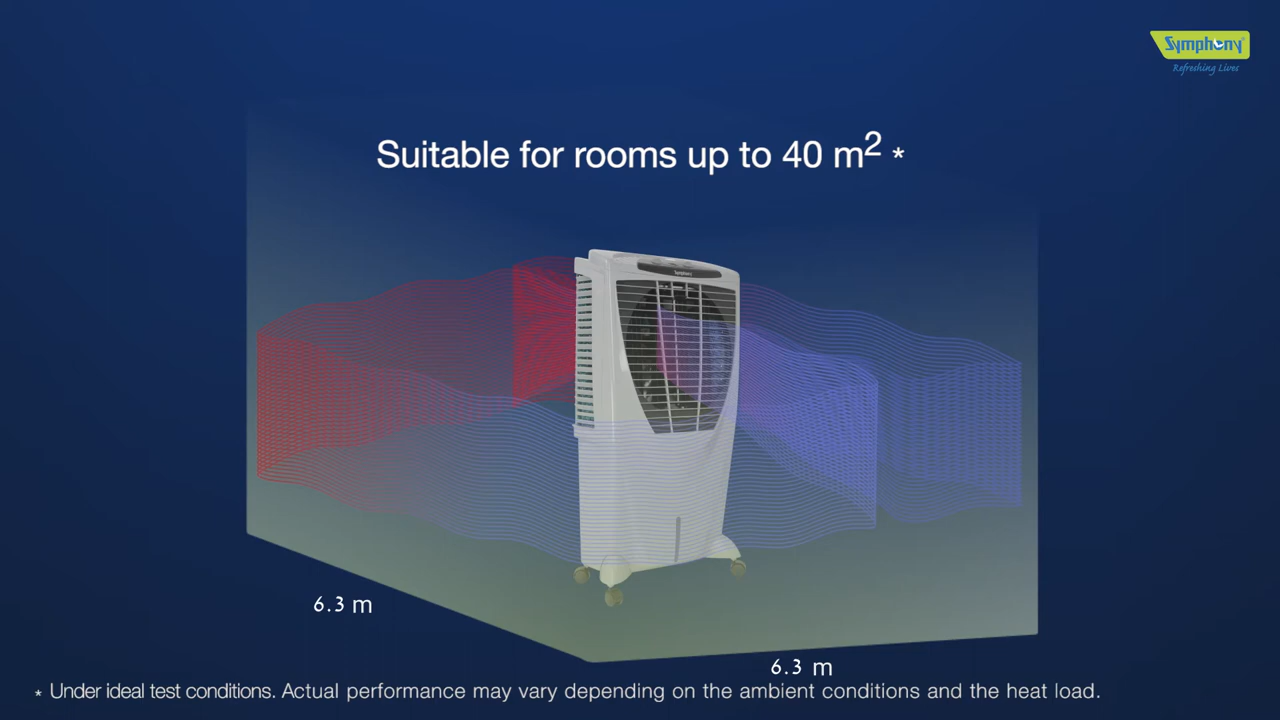 Symphony
Refreshing Lives
Suitable for rooms up to 40 m² *
Symphony
6.3 m
6.3 m
* Under ideal test conditions. Actual performance may vary depending on the ambient conditions and the heat load.